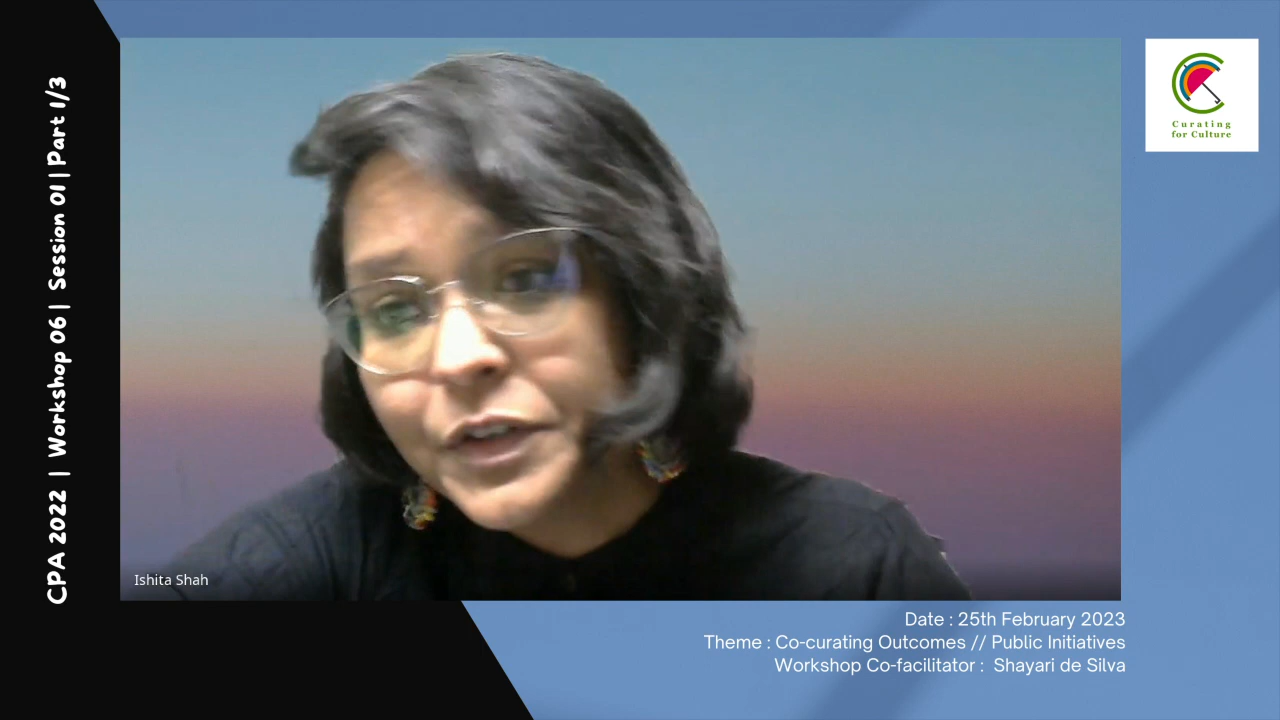 CPA 2022 | Workshop 06 | Session 01 | Part 1/3
Curating
for Culture
Ishita Shah
Date : 25th February 2023
Theme : Co-curating Outcomes // Public Initiatives
Workshop Co-facilitator : Shayari de Silva